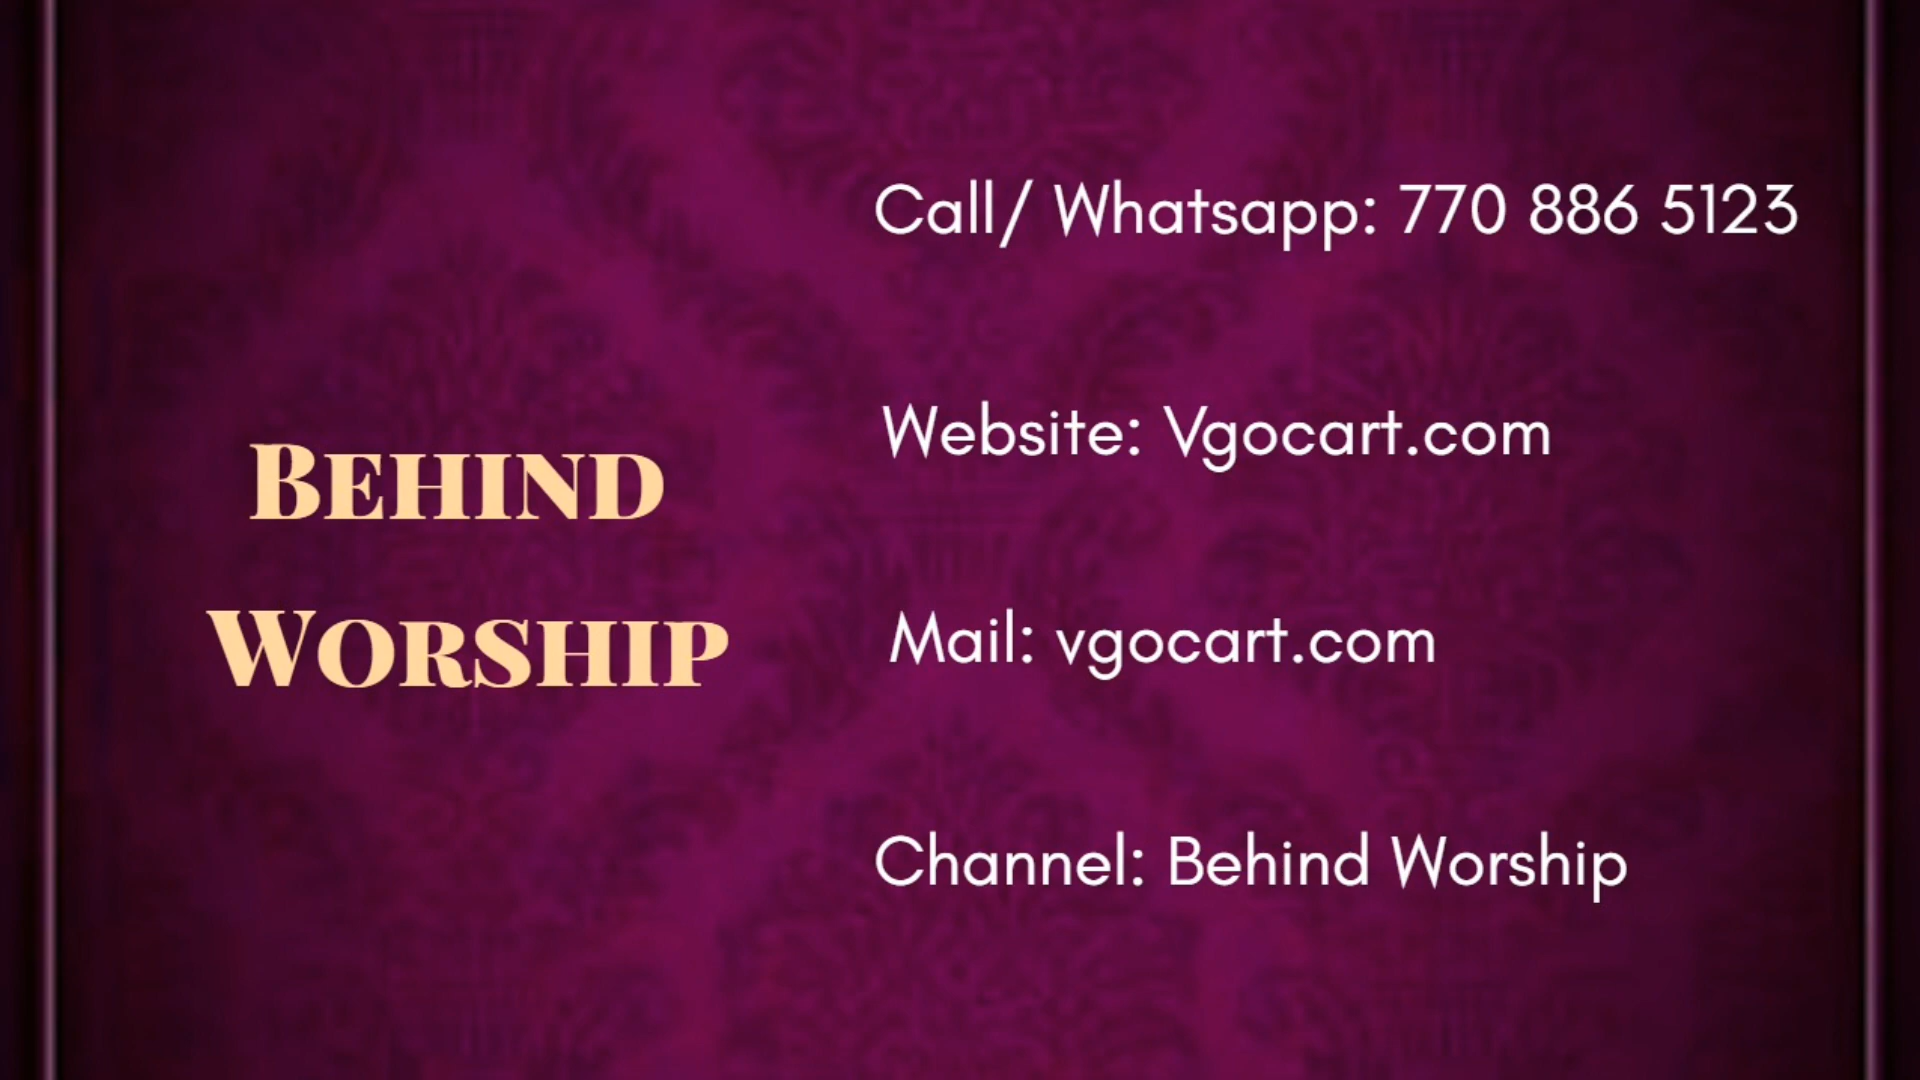 BEHIND
WORSHIP
Call/ Whatsapp: 770 886 5123
Website: Vgocart.com
Mail: vgocart.com
Channel: Behind Worship